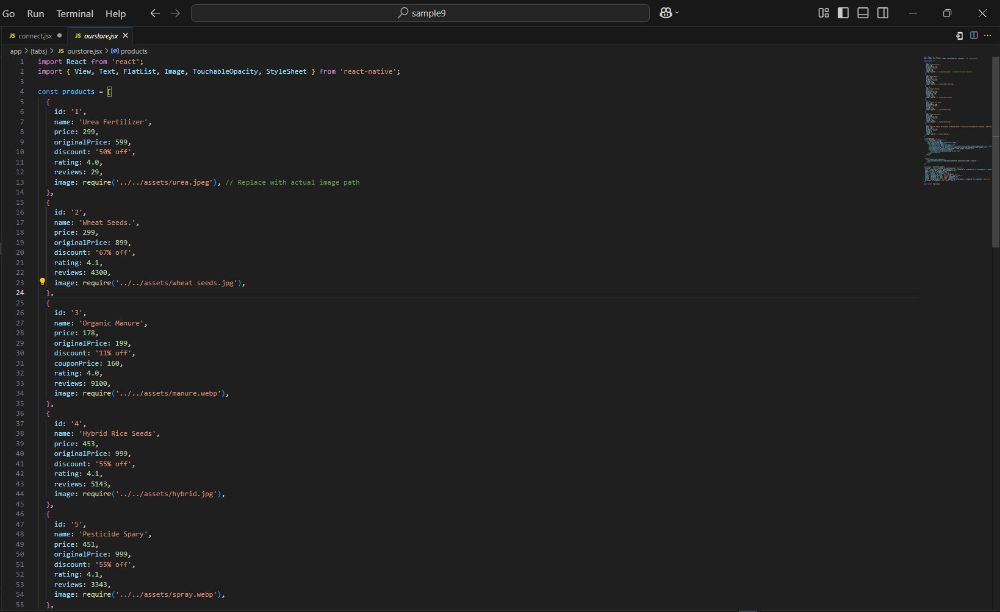 Go Run Terminal Help sample9
JS connect.jsx JS ourstore.jsx
app > (tabs) > JS ourstore.jsx > products
1 import React from 'react';
2 import { View, Text, FlatList, Image, TouchableOpacity, StyleSheet } from 'react-native';
3
4 const products = [
5 {
6 id: '1',
7 name: 'Urea Fertilizer',
8 price: 299,
9 originalPrice: 599,
10 discount: '50% off',
11 rating: 4.0,
12 reviews: 29,
13 image: require('../../assets/urea.jpeg'), // Replace with actual image path
14 },
15 {
16 id: '2',
17 name: 'Wheat Seeds.',
18 price: 299,
19 originalPrice: 899,
20 discount: '67% off',
21 rating: 4.1,
22 reviews: 4300,
23 image: require('../../assets/wheat seeds.jpg'),
24 },
25 {
26 id: '3',
27 name: 'Organic Manure',
28 price: 178,
29 originalPrice: 199,
30 discount: '11% off',
31 couponPrice: 160,
32 rating: 4.0,
33 reviews: 9100,
34 image: require('../../assets/manure.webp'),
35 },
36 {
37 id: '4',
38 name: 'Hybrid Rice Seeds',
39 price: 453,
40 originalPrice: 999,
41 discount: '55% off',
42 rating: 4.1,
43 reviews: 5143,
44 image: require('../../assets/hybrid.jpg'),
45 },
46 {
47 id: '5',
48 name: 'Pesticide Spary',
49 price: 451,
50 originalPrice: 999,
51 discount: '55% off',
52 rating: 4.1,
53 reviews: 3343,
54 image: require('../../assets/spray.webp'),
55 },